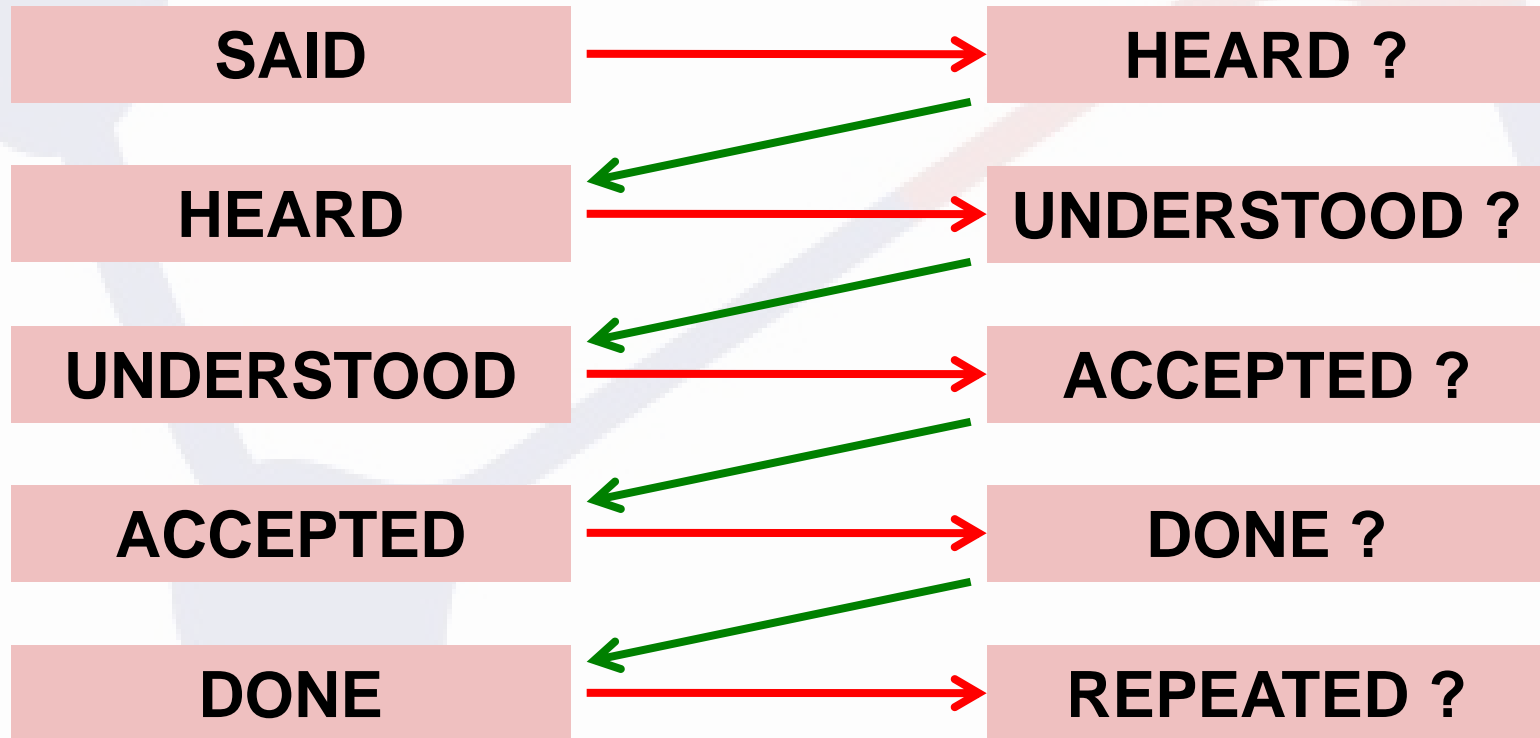 SAID
HEARD ?
HEARD
UNDERSTOOD ?
UNDERSTOOD
ACCEPTED ?
ACCEPTED
DONE ?
DONE
REPEATED ?